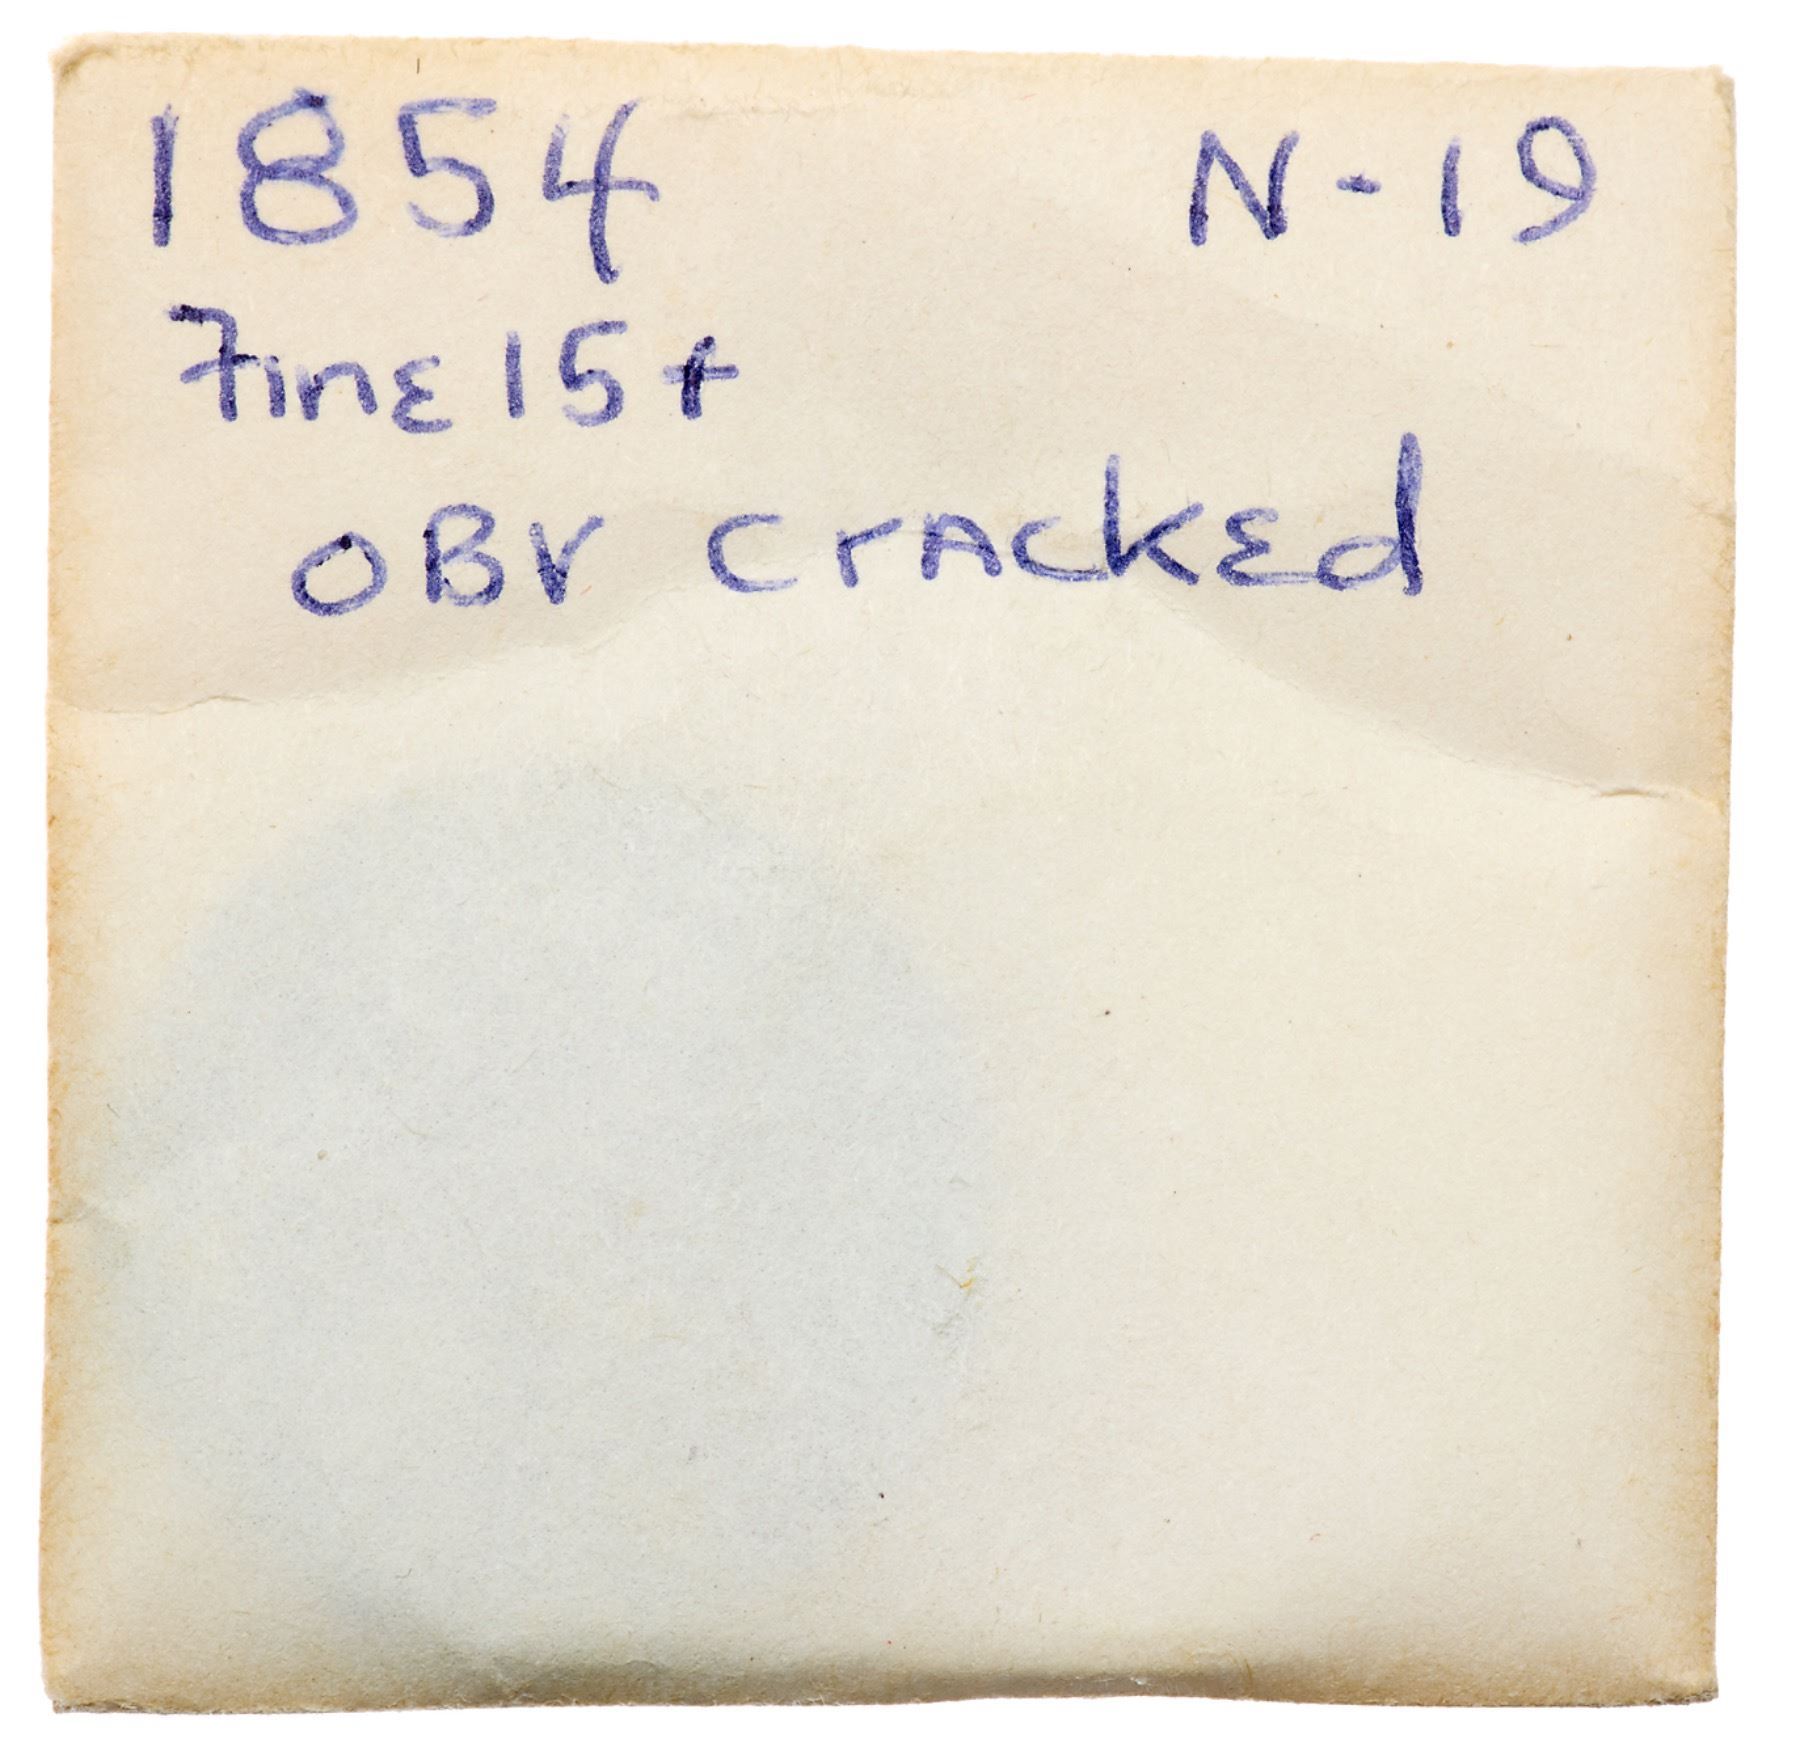 1854 N-19
Fine 15+
OBV Cracked